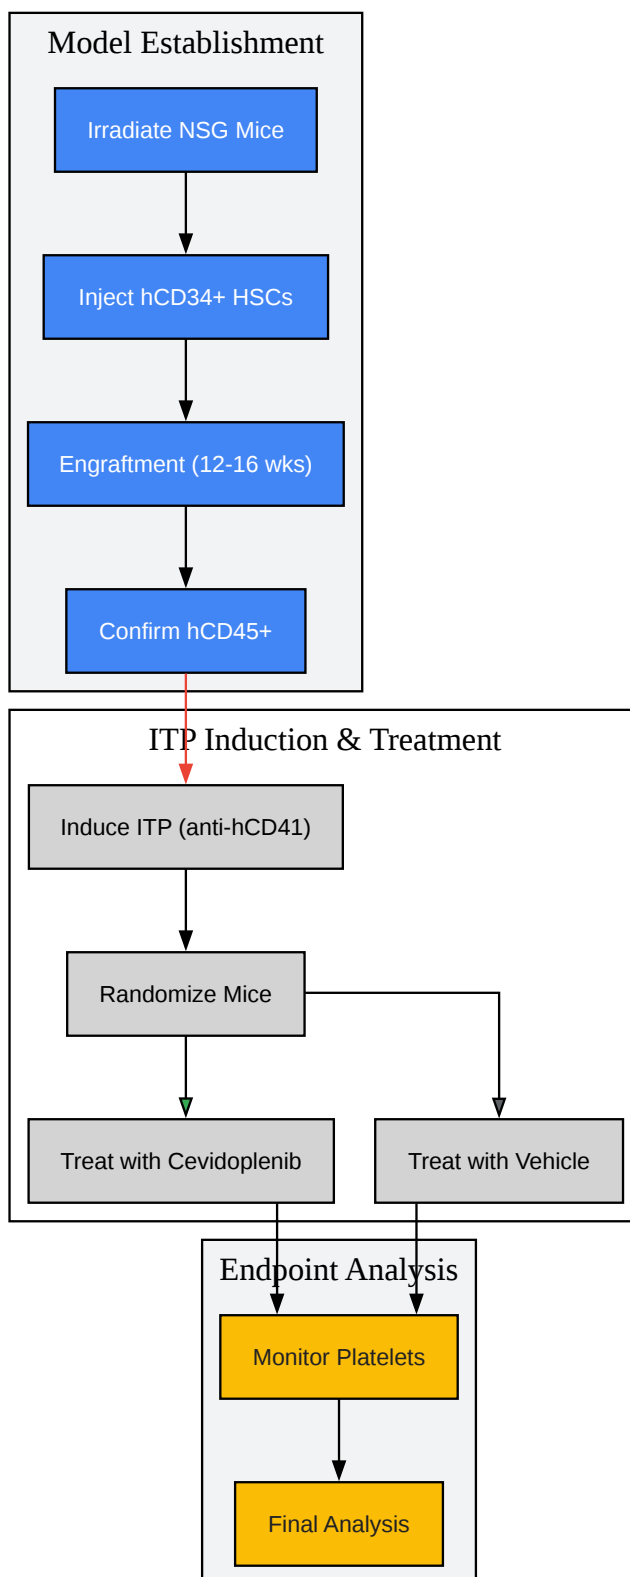 Model Establishment
Irradiate NSG Mice
Inject hCD34+ HSCs
Engraftment (12-16 wks)
Confirm hCD45+
ITP Induction & Treatment
Induce ITP (anti-hCD41)
Randomize Mice
Treat with Cevidoplenib
Treat with Vehicle
Endpoint Analysis
Monitor Platelets
Final Analysis